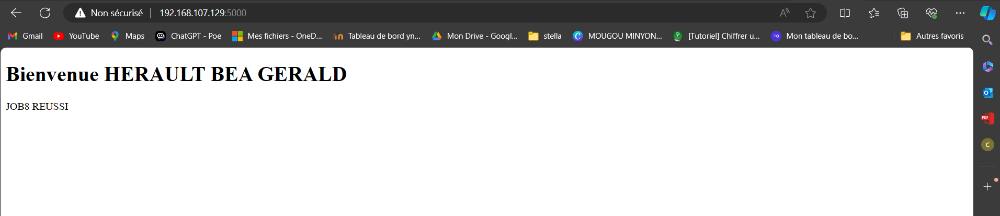 Non sécurisé 192.168.107.129:5000
Gmail YouTube Maps ChatGPT - Poe Mes fichiers - OneD... Tableau de bord yn... Mon Drive - Googl... stella MOUGOU MINYON... [Tutoriel] Chiffrer u... Mon tableau de bo... Autres favoris
Bienvenue HERAULT BEA GERALD
JOB8 REUSSI
PDF
C